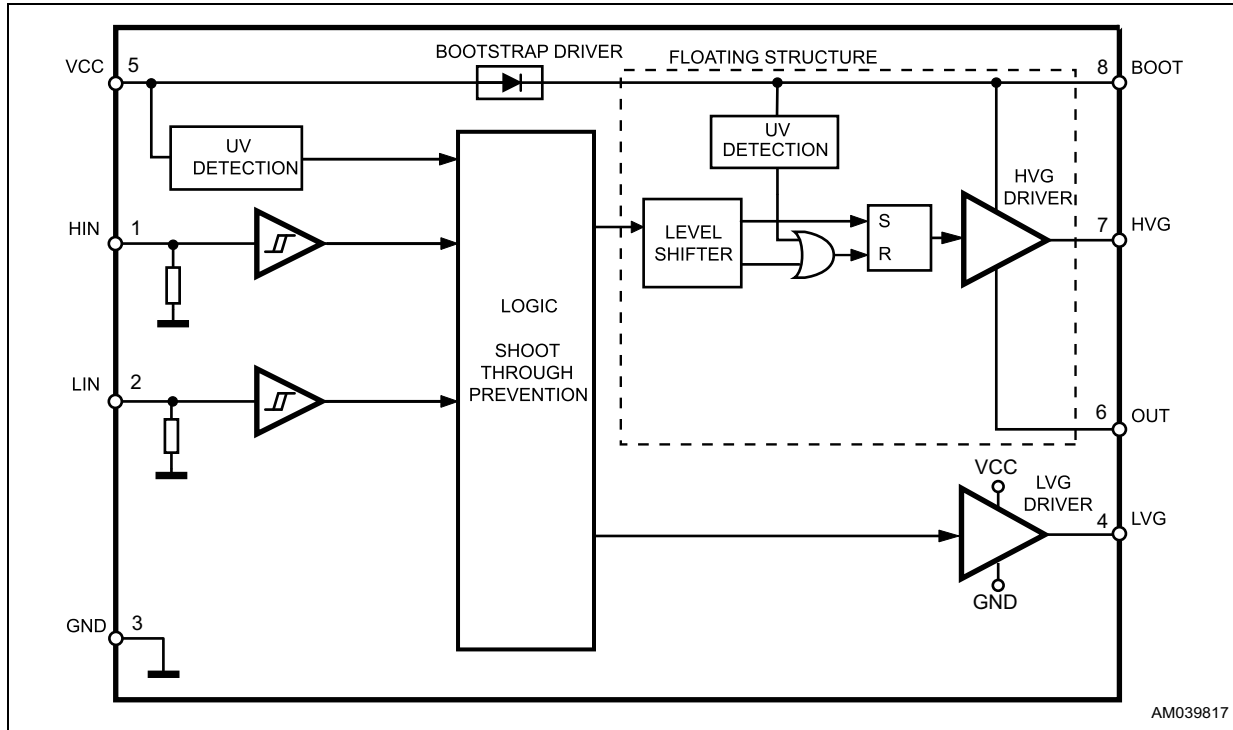 BOOTSTRAP DRIVER
FLOATING STRUCTURE
VCC
5
8
BOOT
UV
DETECTION
UV
DETECTION
HVG
DRIVER
HIN
1
LEVEL
SHIFTER
S
R
7
HVG
LOGIC
SHOOT
THROUGH
PREVENTION
LIN
2
6
OUT
VCC
LVG
DRIVER
4
LVG
GND
GND
3
AM039817